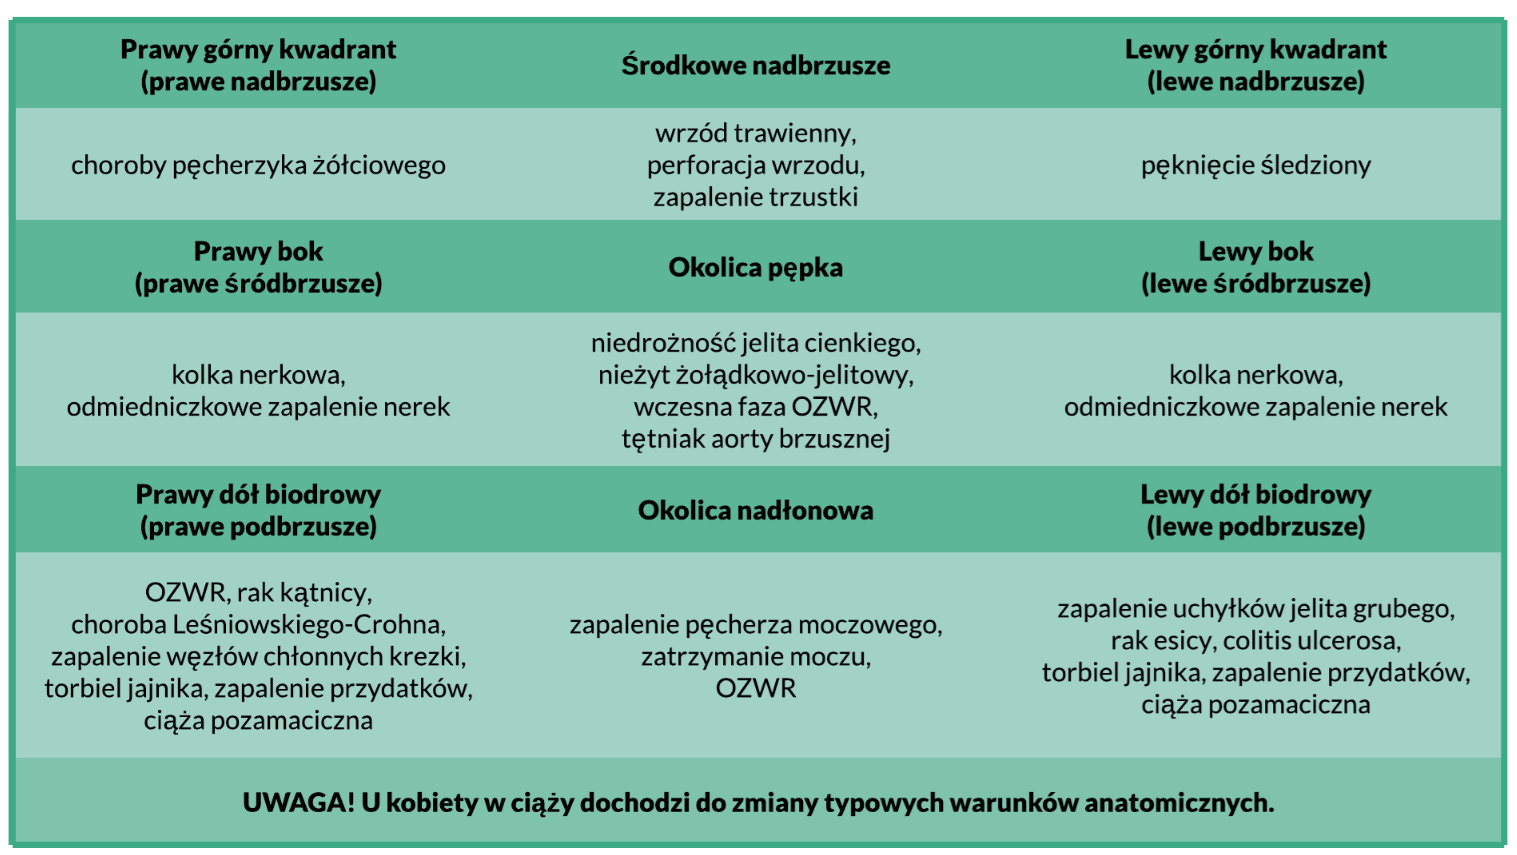 Prawy górny kwadrant
(prawe nadbrzusze)
Środkowe nadbrzusze
Lewy górny kwadrant
(lewe nadbrzusze)
choroby pęcherzyka żółciowego
wrzód trawienny,
perforacja wrzodu,
zapalenie trzustki
pęknięcie śledziony
Prawy bok
(prawe śródbrzusze)
Okolica pępka
Lewy bok
(lewe śródbrzusze)
kolka nerkowa,
odmiedniczkowe zapalenie nerek
niedrożność jelita cienkiego,
nieżyt żołądkowo-jelitowy,
wczesna faza OZWR,
tętniak aorty brzusznej
kolka nerkowa,
odmiedniczkowe zapalenie nerek
Prawy dół biodrowy
(prawe podbrzusze)
Okolica nadłonowa
Lewy dół biodrowy
(lewe podbrzusze)
OZWR, rak kątnicy,
choroba Leśniowskiego-Crohna,
zapalenie węzłów chłonnych krezki,
torbiel jajnika, zapalenie przydatków,
ciąża pozamaciczna
zapalenie pęcherza moczowego,
zatrzymanie moczu,
OZWR
zapalenie uchyłków jelita grubego,
rak esicy, colitis ulcerosa,
torbiel jajnika, zapalenie przydatków,
ciąża pozamaciczna
UWAGA! U kobiety w ciąży dochodzi do zmiany typowych warunków anatomicznych.